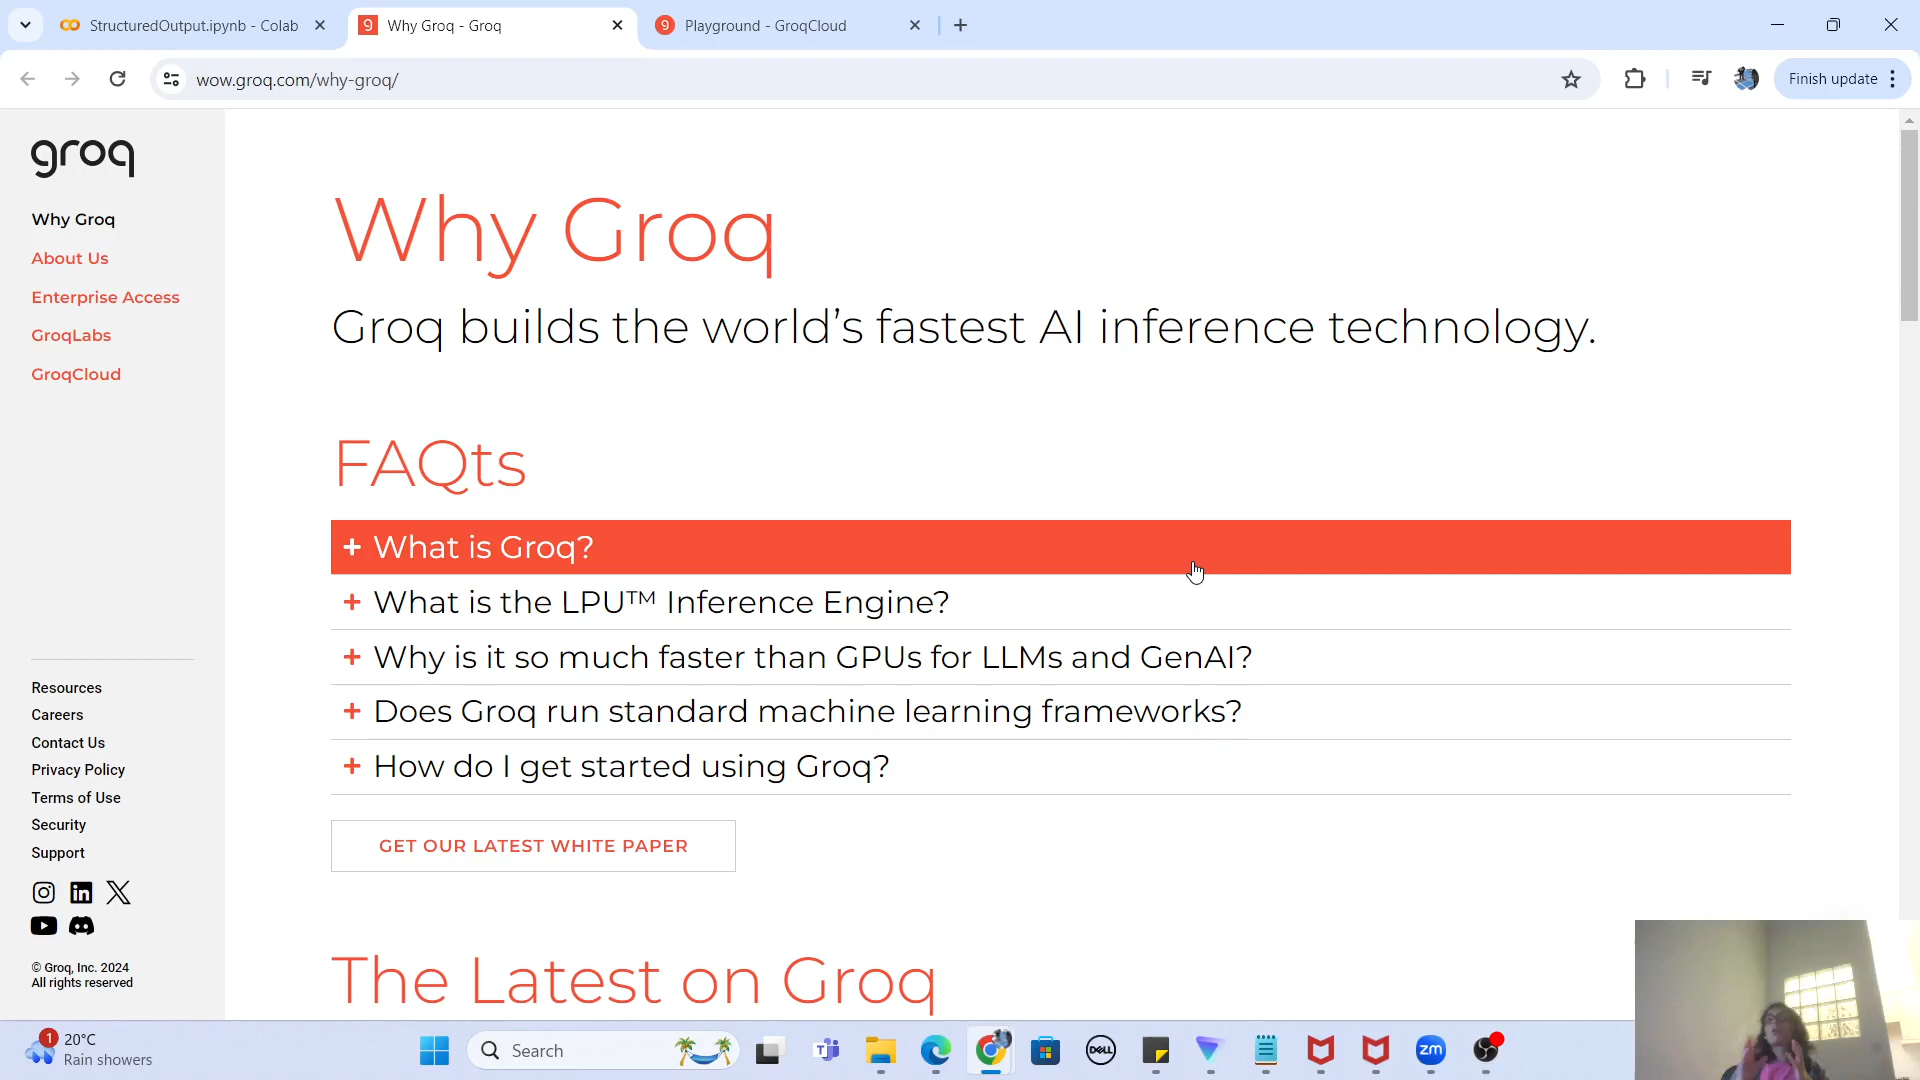 StructuredOutput.ipynb - Colab
Why Groq - Groq
Playground - GroqCloud
wow.groq.com/why-groq/
Finish update
groq
Why Groq
About Us
Enterprise Access
GroqLabs
GroqCloud
Resources
Careers
Contact Us
Privacy Policy
Terms of Use
Security
Support
© Groq, Inc. 2024
All rights reserved
Why Groq
Groq builds the world's fastest AI inference technology.
FAQts
+ What is Groq?
+ What is the LPU™ Inference Engine?
+ Why is it so much faster than GPUs for LLMs and GenAI?
+ Does Groq run standard machine learning frameworks?
+ How do I get started using Groq?
GET OUR LATEST WHITE PAPER
The Latest on Groq
1
20°C
Rain showers
Search
DELL
zm